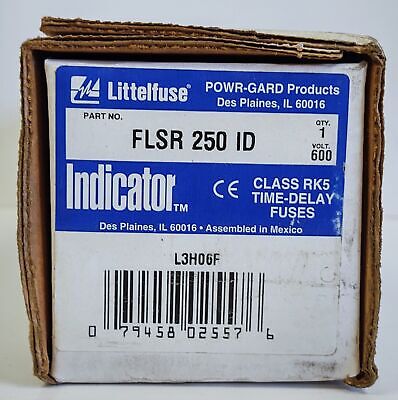 Littelfuse®
POWR-GARD Products
Des Plaines, IL 60016
PART NO.
QTY.
FLSR 250 ID
1
VOLT.
600
Indicator™
CE
CLASS RK5
TIME-DELAY
FUSES
Des Plaines, IL 60016 • Assembled in Mexico
L3H06F
0 79458 02557 6